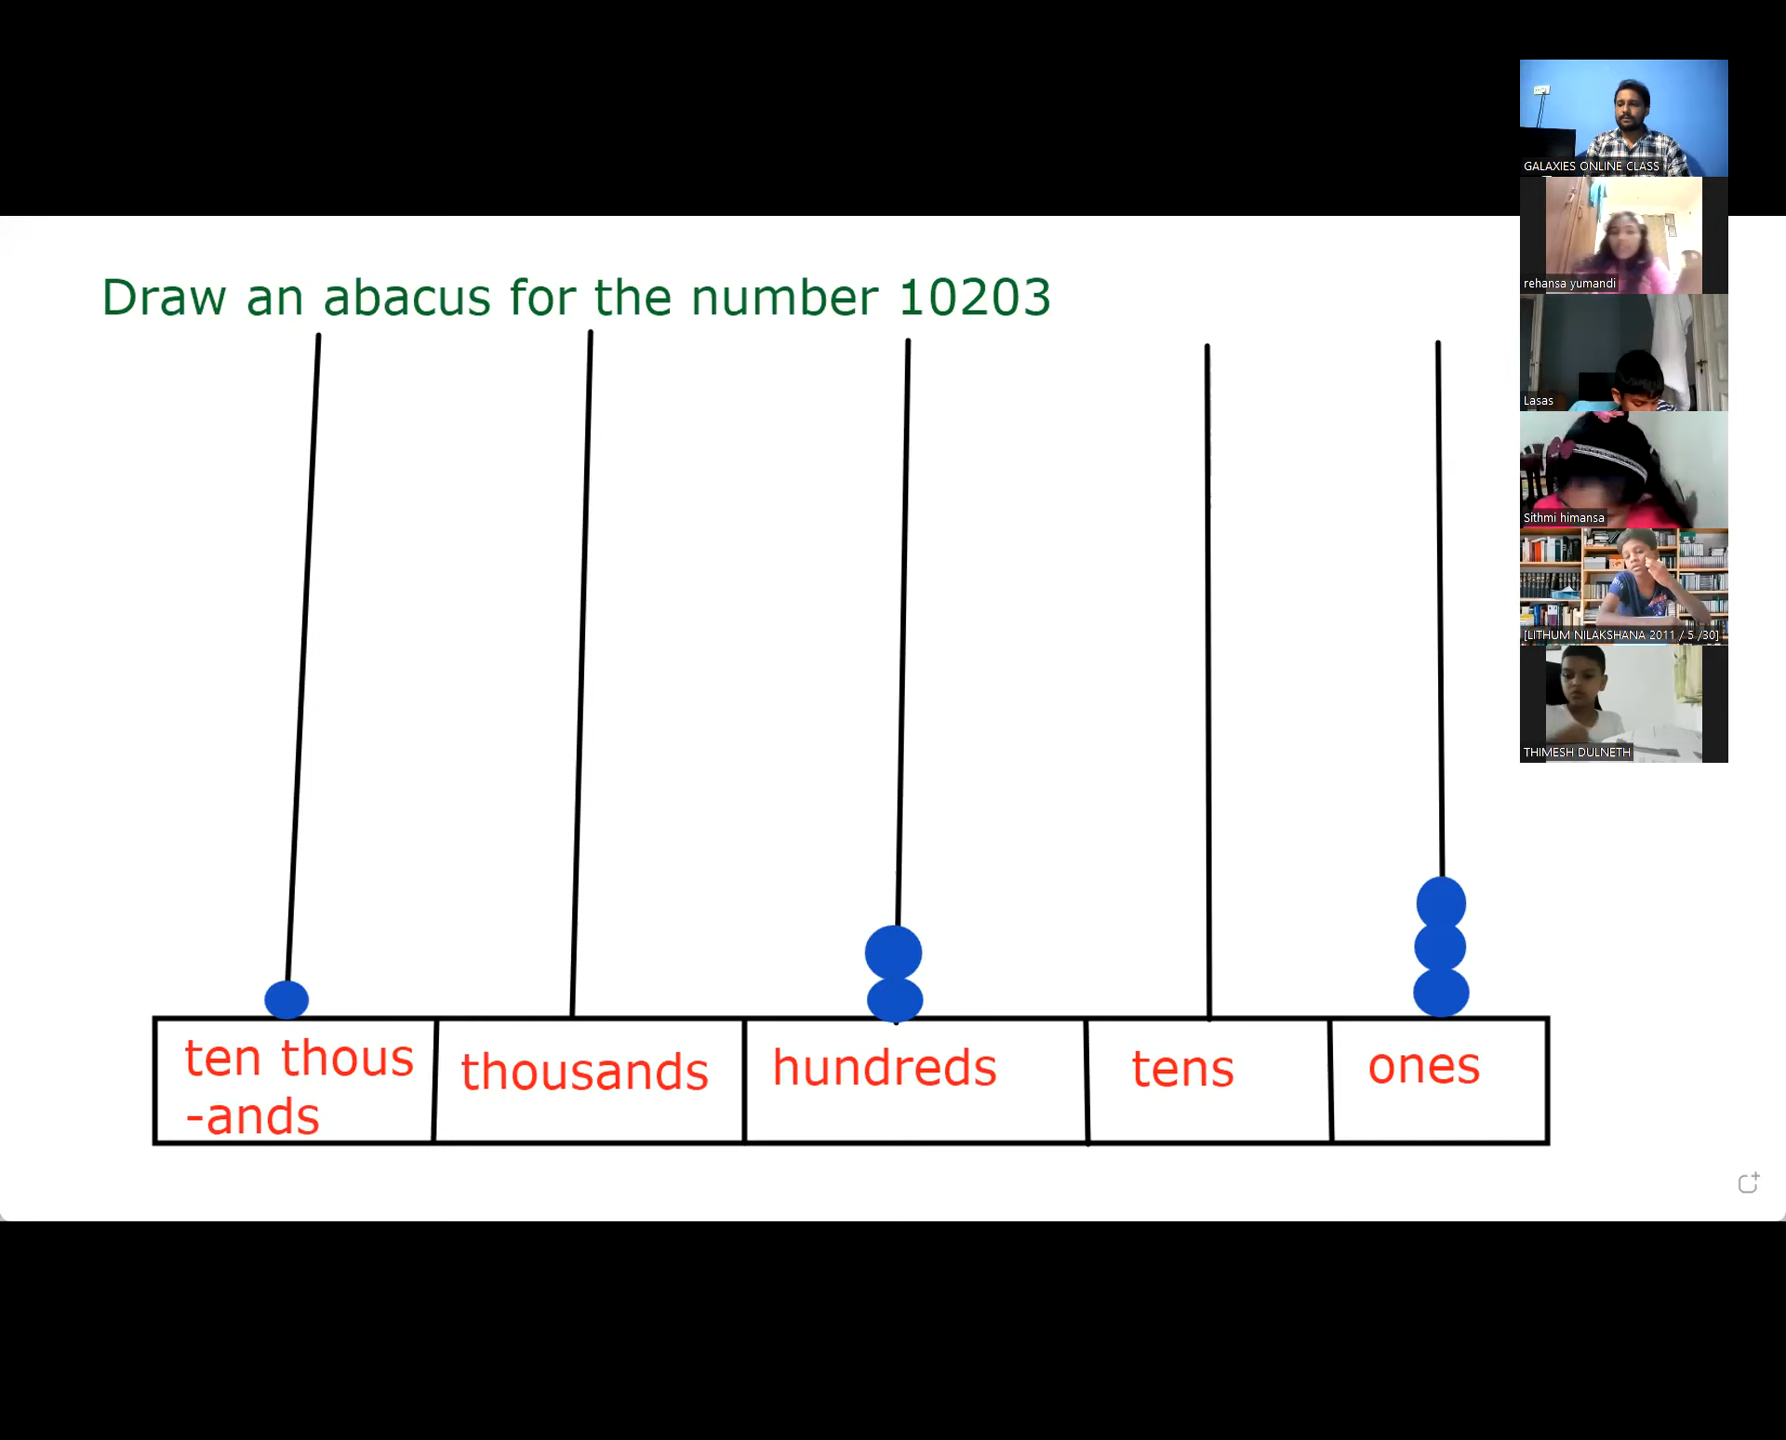 Draw an abacus for the number 10203
ten thous
-ands
thousands
hundreds
tens
ones
GALAXIES ONLINE CLASS
rehansa yumandi
Lasas
Sithmi himansa
[LITHUM NILAKSHANA 2011 / 5 /30]
THIMESH DULNETH